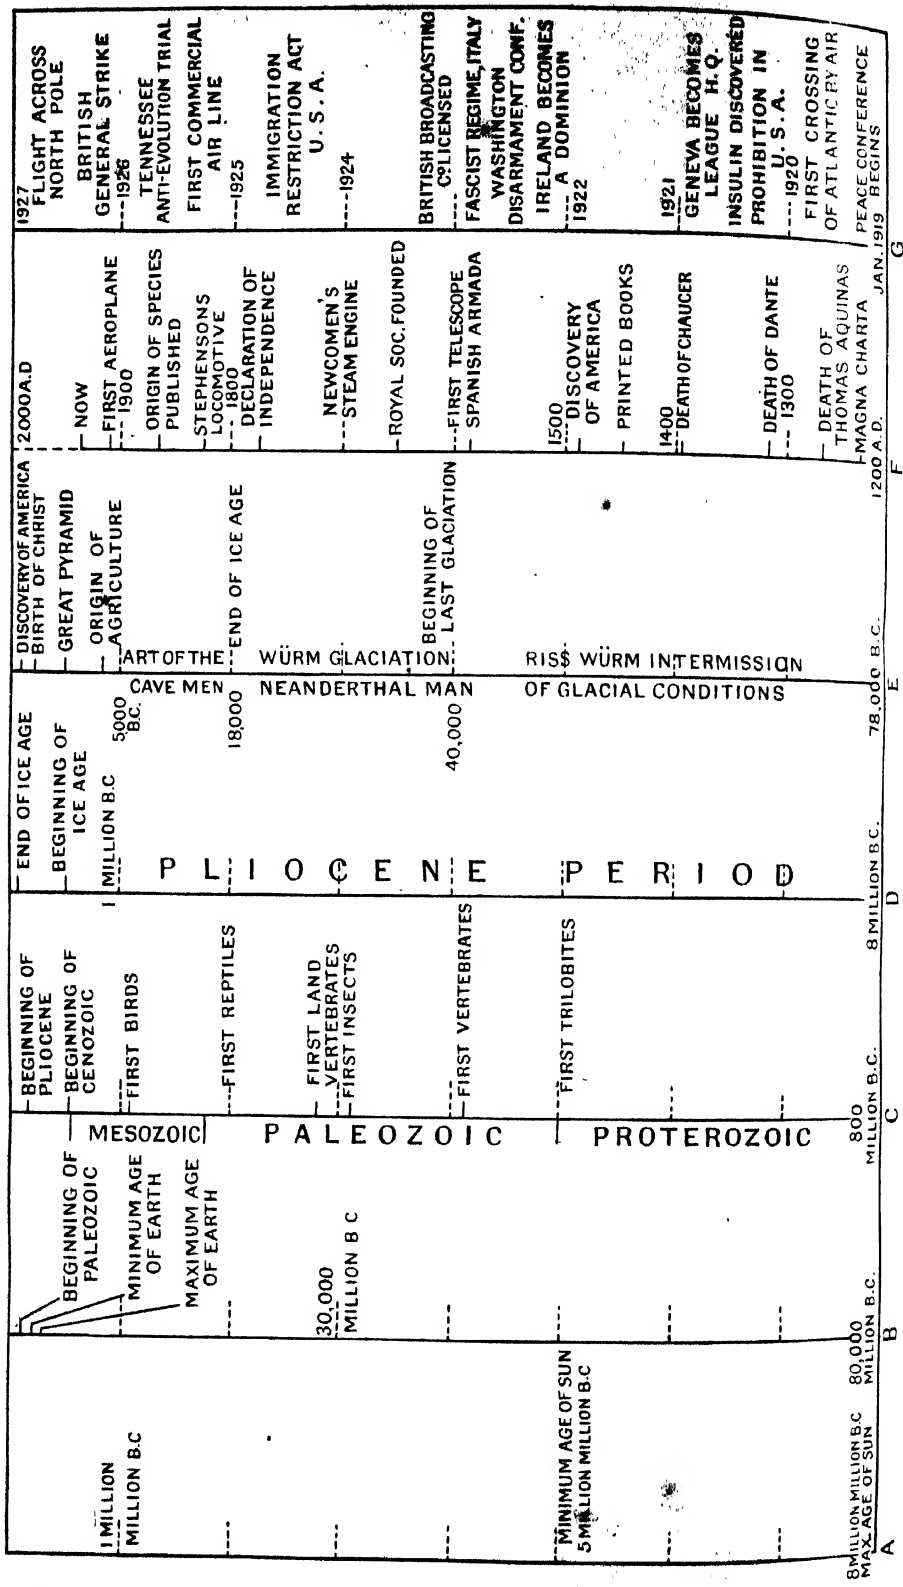 1 MILLION
MILLION B.C
MINIMUM AGE OF SUN
5 MILLION MILLION B.C
8 MILLION MILLION B.C
MAX. AGE OF SUN
A
BEGINNING OF
PALEOZOIC
MINIMUM AGE
OF EARTH
MAXIMUM AGE
OF EARTH
30,000
MILLION B C
80,000
MILLION B.C.
B
MESOZOIC
PALEOZOIC
PROTEROZOIC
BEGINNING OF
PLIOCENE
BEGINNING OF
CENOZOIC
FIRST BIRDS
FIRST REPTILES
FIRST LAND
VERTEBRATES
FIRST INSECTS
FIRST VERTEBRATES
FIRST TRILOBITES
800
MILLION B.C.
C
END OF ICE AGE
BEGINNING OF
ICE AGE
1 MILLION B.C
PLIOCENE PERIOD
8 MILLION B.C.
D
5000
B.C.
18,000
40,000
DISCOVERY OF AMERICA
BIRTH OF CHRIST
GREAT PYRAMID
ORIGIN OF
AGRICULTURE
ART OF THE
CAVE MEN
END OF ICE AGE
WÜRM GLACIATION
NEANDERTHAL MAN
BEGINNING OF
LAST GLACIATION
RISS WÜRM INTERMISSION
OF GLACIAL CONDITIONS
78,000 B.C.
E
2000 A.D
NOW
FIRST AEROPLANE
1900
ORIGIN OF SPECIES
PUBLISHED
STEPHENSONS
LOCOMOTIVE
1800
DECLARATION OF
INDEPENDENCE
NEWCOMEN'S
STEAM ENGINE
ROYAL SOC. FOUNDED
FIRST TELESCOPE
SPANISH ARMADA
1500
DISCOVERY
OF AMERICA
PRINTED BOOKS
1400
DEATH OF CHAUCER
DEATH OF DANTE
1300
DEATH OF
THOMAS AQUINAS
MAGNA CHARTA
1200 A.D.
F
1927
FLIGHT ACROSS
NORTH POLE
BRITISH
GENERAL STRIKE
1926
TENNESSEE
ANTI-EVOLUTION TRIAL
FIRST COMMERCIAL
AIR LINE
1925
IMMIGRATION
RESTRICTION ACT
U.S.A.
1924
BRITISH BROADCASTING
Co LICENSED
FASCIST REGIME, ITALY
WASHINGTON
DISARMAMENT CONF.
IRELAND BECOMES
A DOMINION
1922
1921
GENEVA BECOMES
LEAGUE H.Q.
INSULIN DISCOVERED
PROHIBITION IN
U.S.A.
1920
FIRST CROSSING
OF ATLANTIC BY AIR
PEACE CONFERENCE
JAN. 1919 BEGINS
G